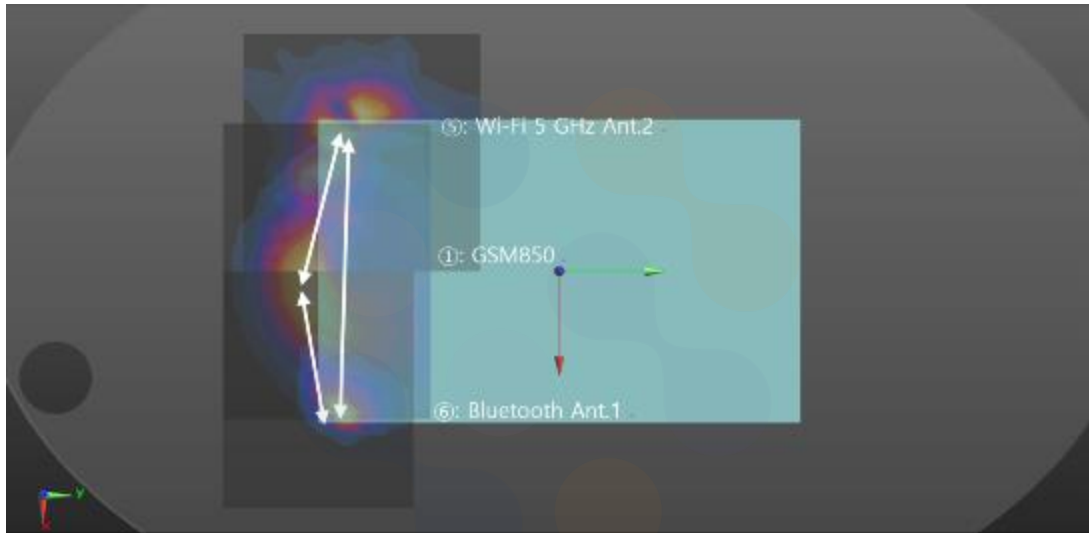 ⑤: Wi-Fi 5 GHz Ant.2
①: GSM850
⑥: Bluetooth Ant.1
y
x